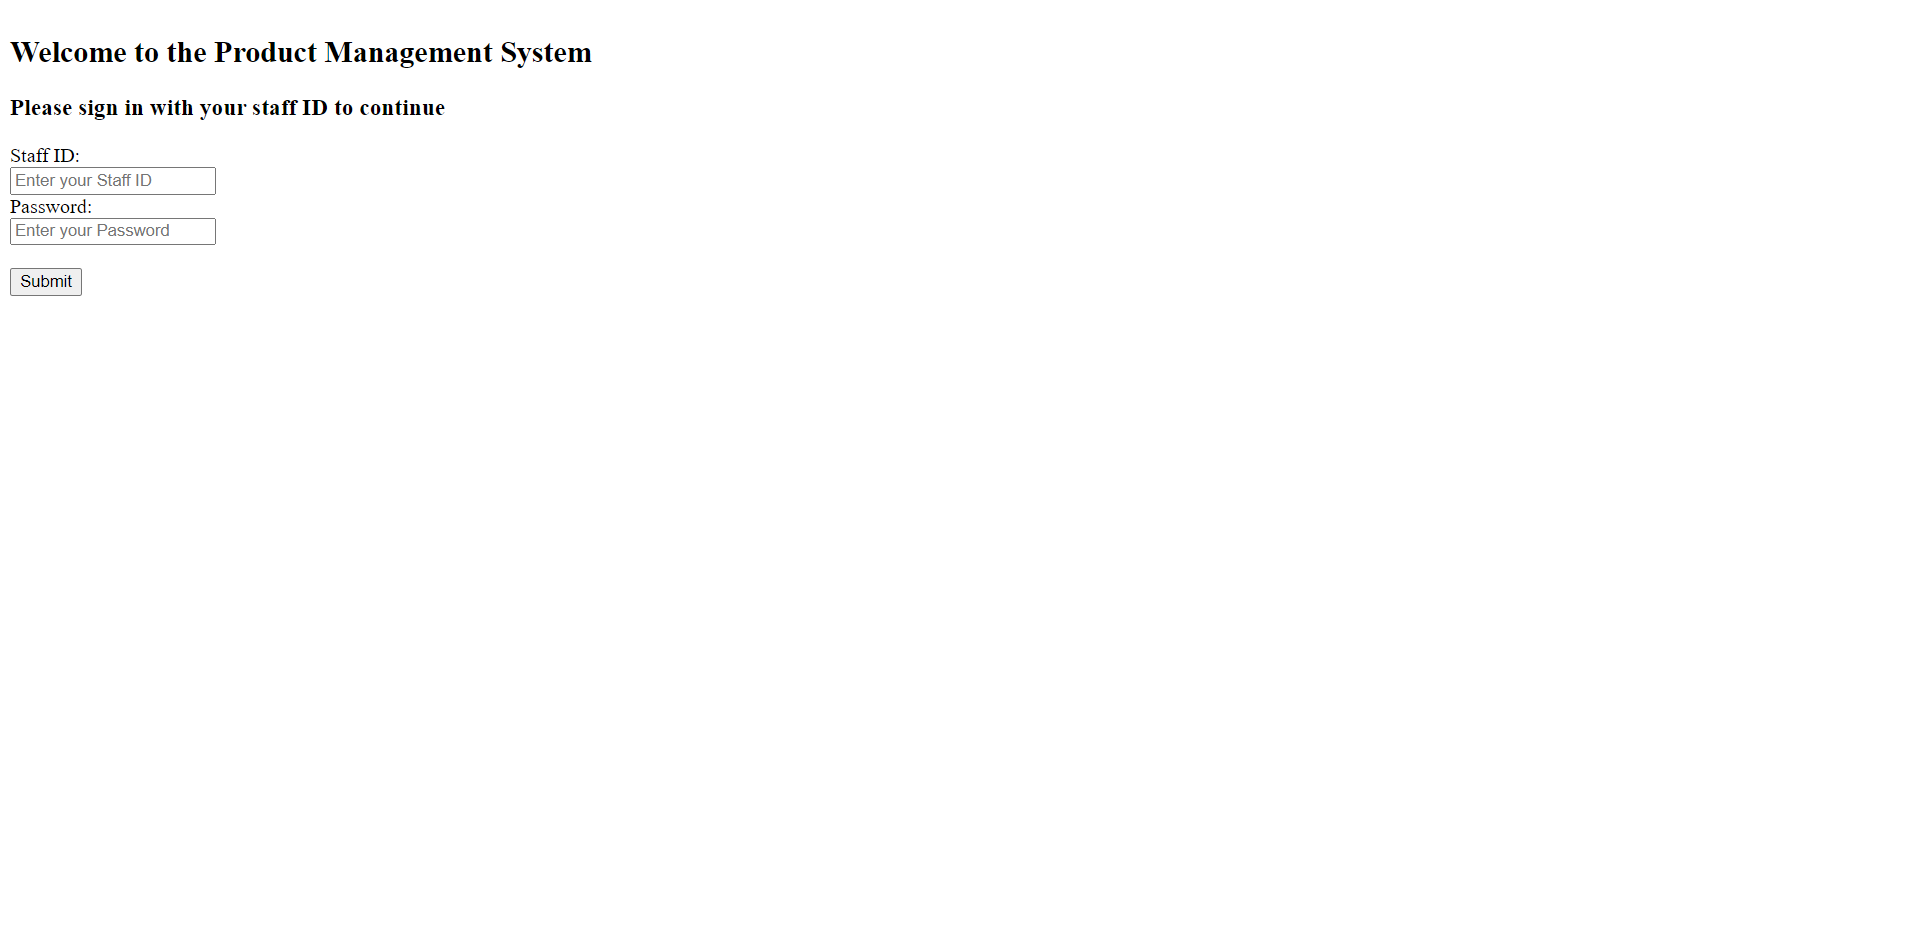 Welcome to the Product Management System
Please sign in with your staff ID to continue
Staff ID:
Enter your Staff ID
Password:
Enter your Password
Submit